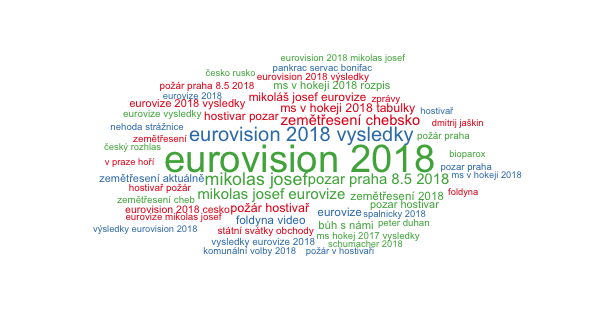 eurovision 2018 mikolas josef
pankrac servac bonifac
česko rusko
eurovision 2018 výsledky
požár praha 8.5 2018
ms v hokeji 2018 rozpis
eurovize 2018
mikoláš josef eurovize
zprávy
eurovize 2018 vysledky
ms v hokeji 2018 tabulky
hostivař
eurovize vysledky
hostivar pozar
zemětřesení chebsko
dmitrij jaškin
nehoda strážnice
eurovision 2018 vysledky
požár praha
zemětřesení
český rozhlas
eurovision 2018
bioparox
v praze hoří
pozar praha
zemětřesení aktuálně
mikolas josef
pozar praha 8.5 2018
ms v hokeji 2018
hostivař požár
mikolas josef eurovize
zemětřesení 2018
foldyna
zemětřesení cheb
pozar hostivar
eurovision 2018 cesko
požár hostivař
eurovize
spalnicky 2018
eurovize mikolas josef
foldyna video
bůh s námi
peter duhan
výsledky eurovision 2018
státní svátky obchody
ms hokej 2017 vysledky
vysledky eurovize 2018
schumacher 2018
komunální volby 2018
požár v hostivaři